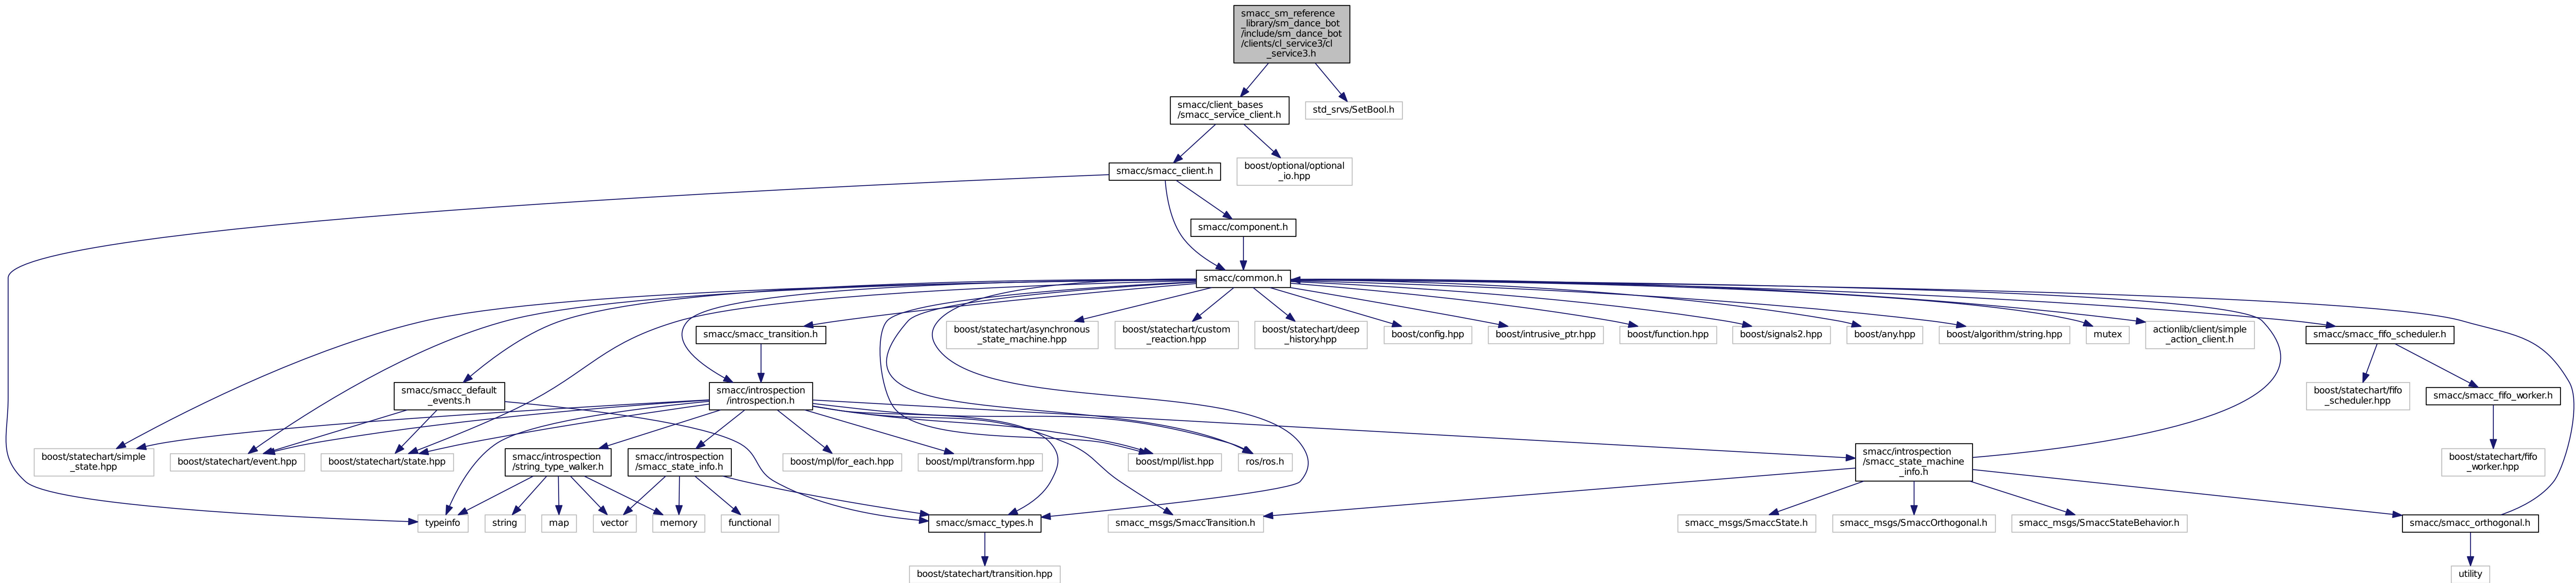 smacc_sm_reference
_library/sm_dance_bot
/include/sm_dance_bot
/clients/cl_service3/cl
_service3.h
smacc/client_bases
/smacc_service_client.h
std_srvs/SetBool.h
smacc/smacc_client.h
boost/optional/optional
_io.hpp
smacc/component.h
smacc/common.h
smacc/smacc_transition.h
boost/statechart/asynchronous
_state_machine.hpp
boost/statechart/custom
_reaction.hpp
boost/statechart/deep
_history.hpp
boost/config.hpp
boost/intrusive_ptr.hpp
boost/function.hpp
boost/signals2.hpp
boost/any.hpp
boost/algorithm/string.hpp
mutex
actionlib/client/simple
_action_client.h
smacc/smacc_fifo_scheduler.h
smacc/smacc_default
_events.h
smacc/introspection
/introspection.h
boost/statechart/fifo
_scheduler.hpp
smacc/smacc_fifo_worker.h
boost/statechart/simple
_state.hpp
boost/statechart/event.hpp
boost/statechart/state.hpp
smacc/introspection
/string_type_walker.h
smacc/introspection
/smacc_state_info.h
boost/mpl/for_each.hpp
boost/mpl/transform.hpp
boost/mpl/list.hpp
ros/ros.h
smacc/introspection
/smacc_state_machine
_info.h
boost/statechart/fifo
_worker.hpp
typeinfo
string
map
vector
memory
functional
smacc/smacc_types.h
smacc_msgs/SmaccTransition.h
smacc_msgs/SmaccState.h
smacc_msgs/SmaccOrthogonal.h
smacc_msgs/SmaccStateBehavior.h
smacc/smacc_orthogonal.h
boost/statechart/transition.hpp
utility